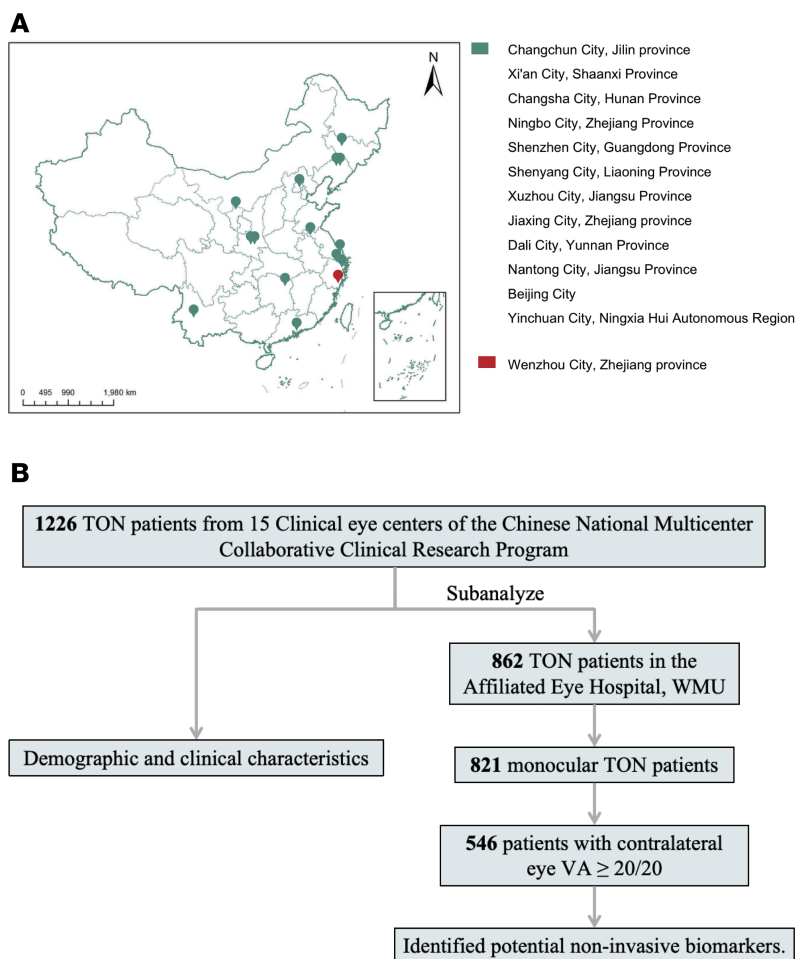 A
N
0 495 990 1,980 km
Changchun City, Jilin province
Xi'an City, Shaanxi Province
Changsha City, Hunan Province
Ningbo City, Zhejiang Province
Shenzhen City, Guangdong Province
Shenyang City, Liaoning Province
Xuzhou City, Jiangsu Province
Jiaxing City, Zhejiang province
Dali City, Yunnan Province
Nantong City, Jiangsu Province
Beijing City
Yinchuan City, Ningxia Hui Autonomous Region
Wenzhou City, Zhejiang province
B
1226 TON patients from 15 Clinical eye centers of the Chinese National Multicenter
Collaborative Clinical Research Program
Subanalyze
862 TON patients in the
Affiliated Eye Hospital, WMU
Demographic and clinical characteristics
821 monocular TON patients
546 patients with contralateral
eye VA ≥ 20/20
Identified potential non-invasive biomarkers.